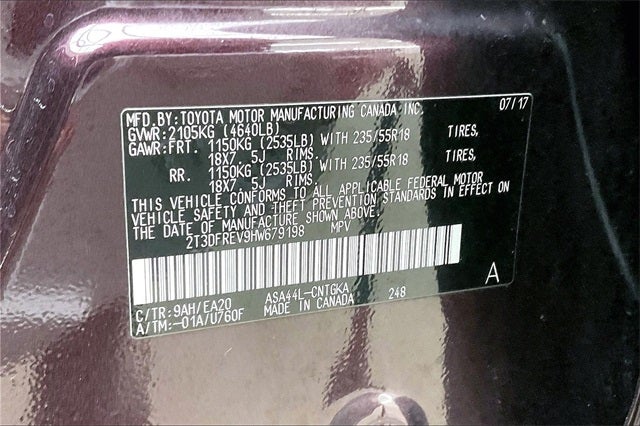 MFD.BY:TOYOTA MOTOR MANUFACTURING CANADA INC. 07/17
GVWR:2105KG (4640LB)
GAWR:FRT. 1150KG (2535LB) WITH 235/55R18 TIRES,
18X7.5J RIMS.
RR. 1150KG (2535LB) WITH 235/55R18 TIRES,
18X7.5J RIMS.
THIS VEHICLE CONFORMS TO ALL APPLICABLE FEDERAL MOTOR
VEHICLE SAFETY AND THEFT PREVENTION STANDARDS IN EFFECT ON
THE DATE OF MANUFACTURE SHOWN ABOVE.
2T3DFREV9HW679198 MPV
A
C/TR:9AH/EA20 ASA44L-CNTGKA
A/TM:-01A/U760F MADE IN CANADA 248